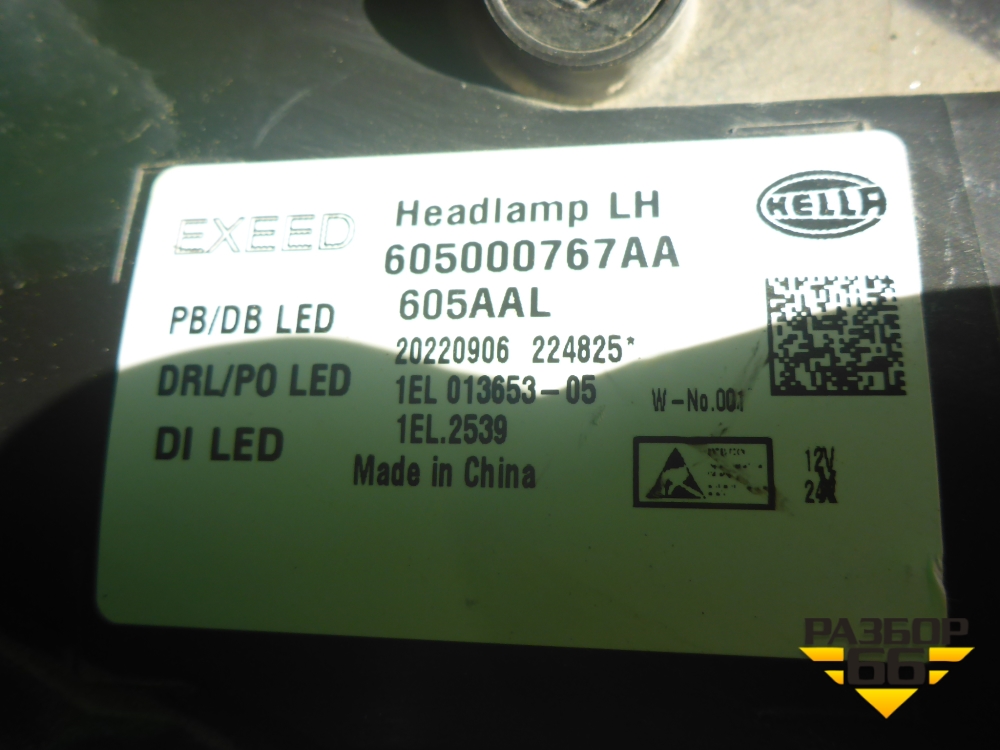 EXEED
Headlamp LH
HELLA
605000767AA
605AAL
PB/DB LED
20220906 224825*
DRL/PO LED
1EL 013653-05
W-No.001
DI LED
1EL.2539
Made in China
12V
РАЗБОР
66